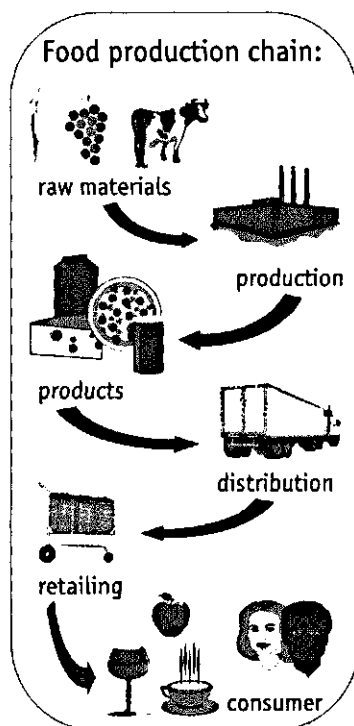 Food production chain:
raw materials
production
products
distribution
retailing
consumer